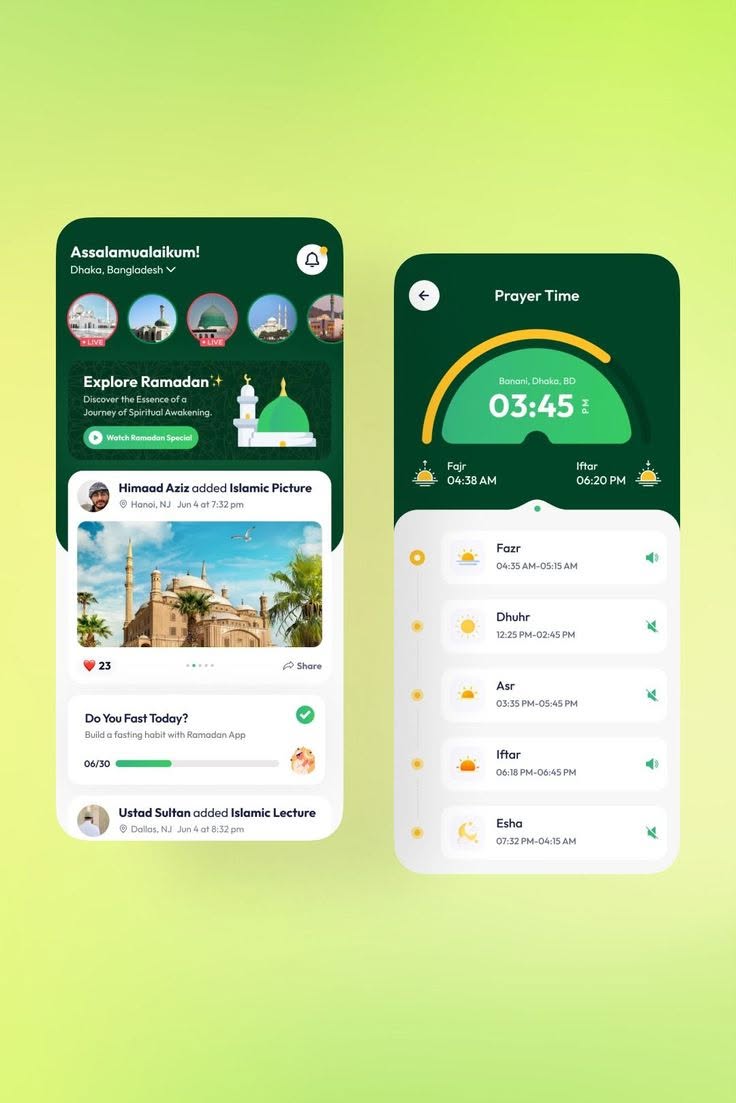 Assalamualaikum!
Dhaka, Bangladesh
LIVE
LIVE
Explore Ramadan
Discover the Essence of a
Journey of Spiritual Awakening.
Watch Ramadan Special
Himaad Aziz added Islamic Picture
Hanoi, NJ Jun 4 at 7:32 pm
23
Share
Do You Fast Today?
Build a fasting habit with Ramadan App
06/30
Ustad Sultan added Islamic Lecture
Dallas, NJ Jun 4 at 8:32 pm
Prayer Time
Banani, Dhaka, BD
03:45 PM
Fajr
04:38 AM
Iftar
06:20 PM
Fazr
04:35 AM-05:15 AM
Dhuhr
12:25 PM-02:45 PM
Asr
03:35 PM-05:45 PM
Iftar
06:18 PM-06:45 PM
Esha
07:32 PM-04:15 AM